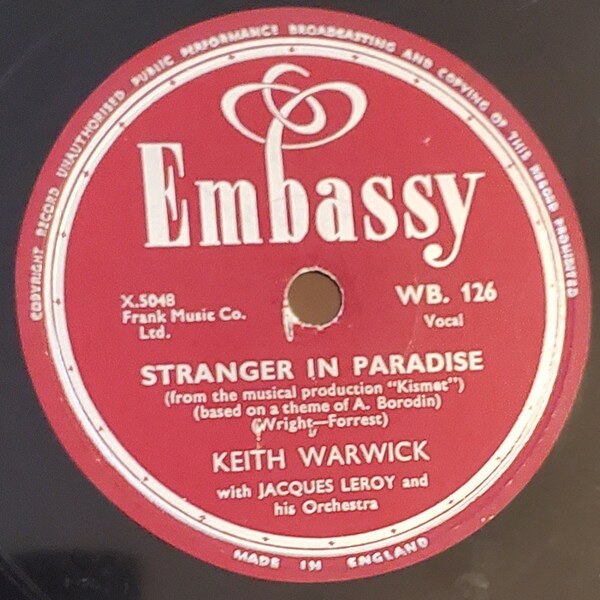 COPYRIGHT RECORD UNAUTHORISED PUBLIC PERFORMANCE BROADCASTING AND COPYING OF THIS RECORD PROHIBITED
Embassy
X.5048
Frank Music Co.
Ltd.
WB. 126
Vocal
STRANGER IN PARADISE
(from the musical production "Kismet")
(based on a theme of A. Borodin)
(Wright—Forrest)
KEITH WARWICK
with JACQUES LEROY and
his Orchestra
MADE IN ENGLAND